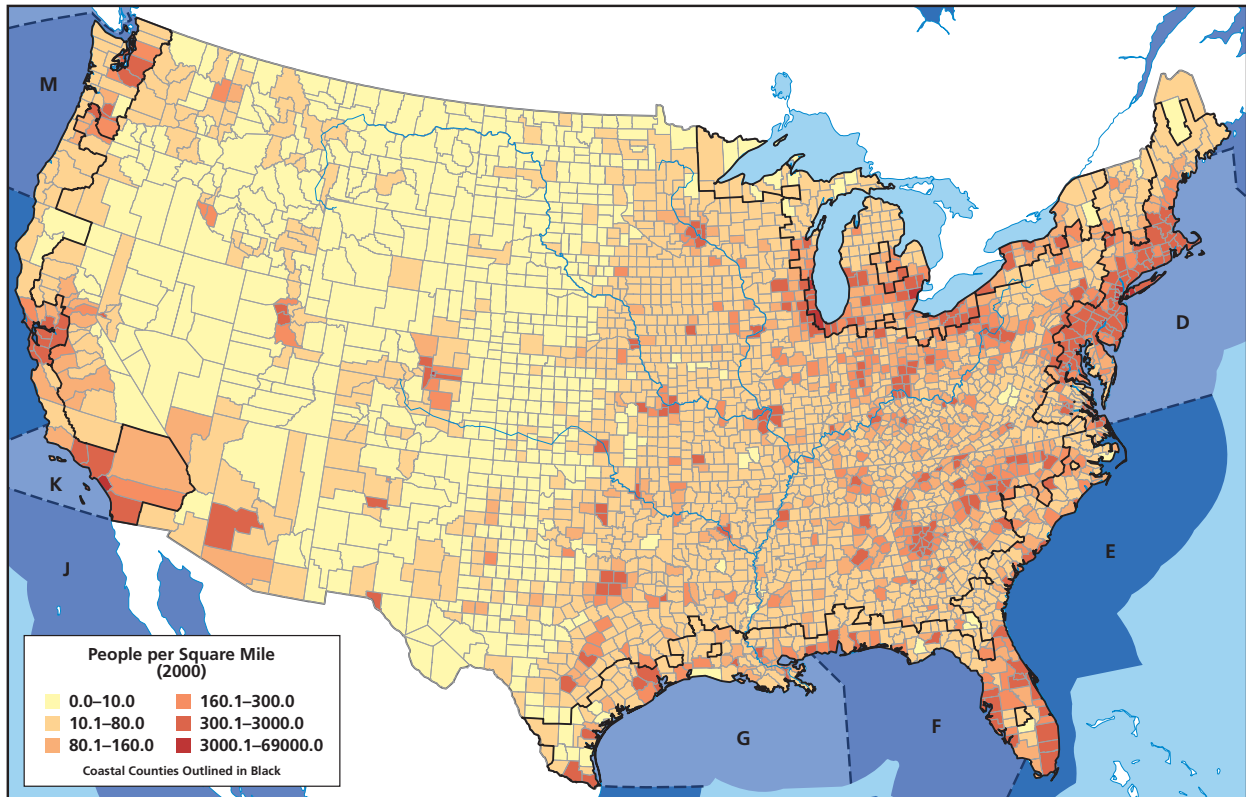 M
D
K
E
J
F
G
People per Square Mile
(2000)
0.0–10.0
10.1–80.0
80.1–160.0
160.1–300.0
300.1–3000.0
3000.1–69000.0
Coastal Counties Outlined in Black